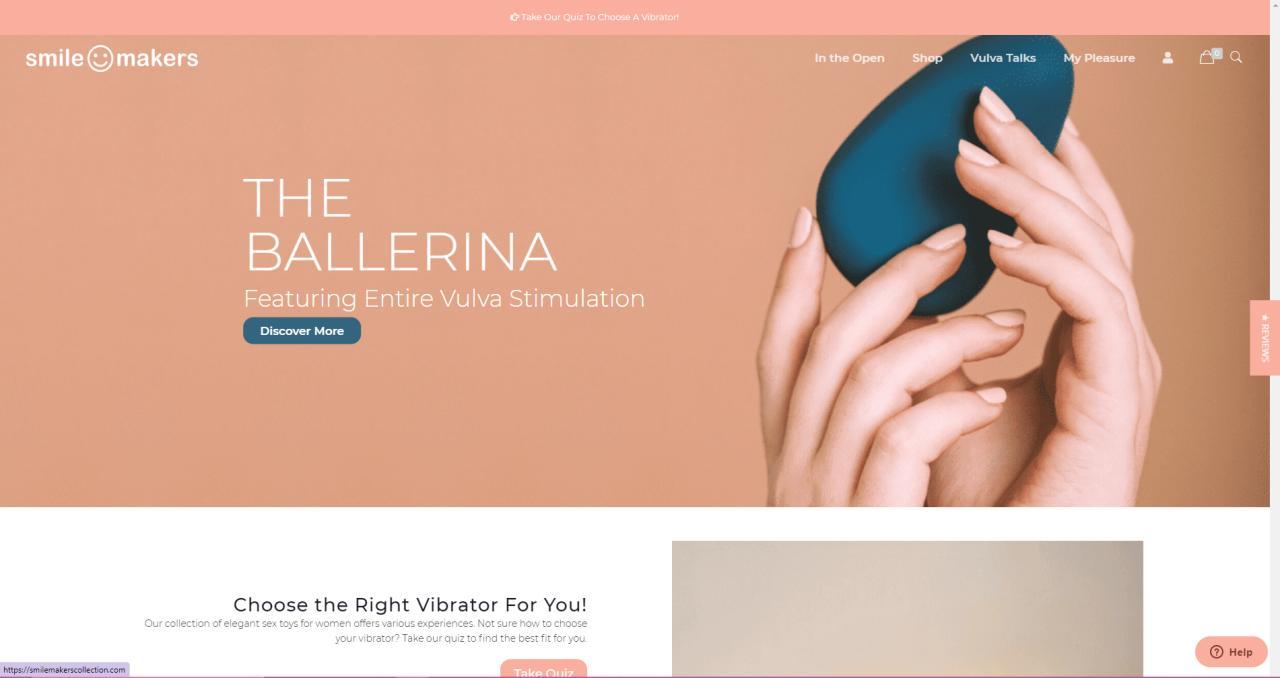 Take Our Quiz To Choose A Vibrator!
smile makers
In the Open
Shop
Vulva Talks
My Pleasure
0
THE
BALLERINA
Featuring Entire Vulva Stimulation
Discover More
★ REVIEWS
Choose the Right Vibrator For You!
Our collection of elegant sex toys for women offers various experiences. Not sure how to choose
your vibrator? Take our quiz to find the best fit for you.
Take Quiz
? Help
https://smilemakerscollection.com